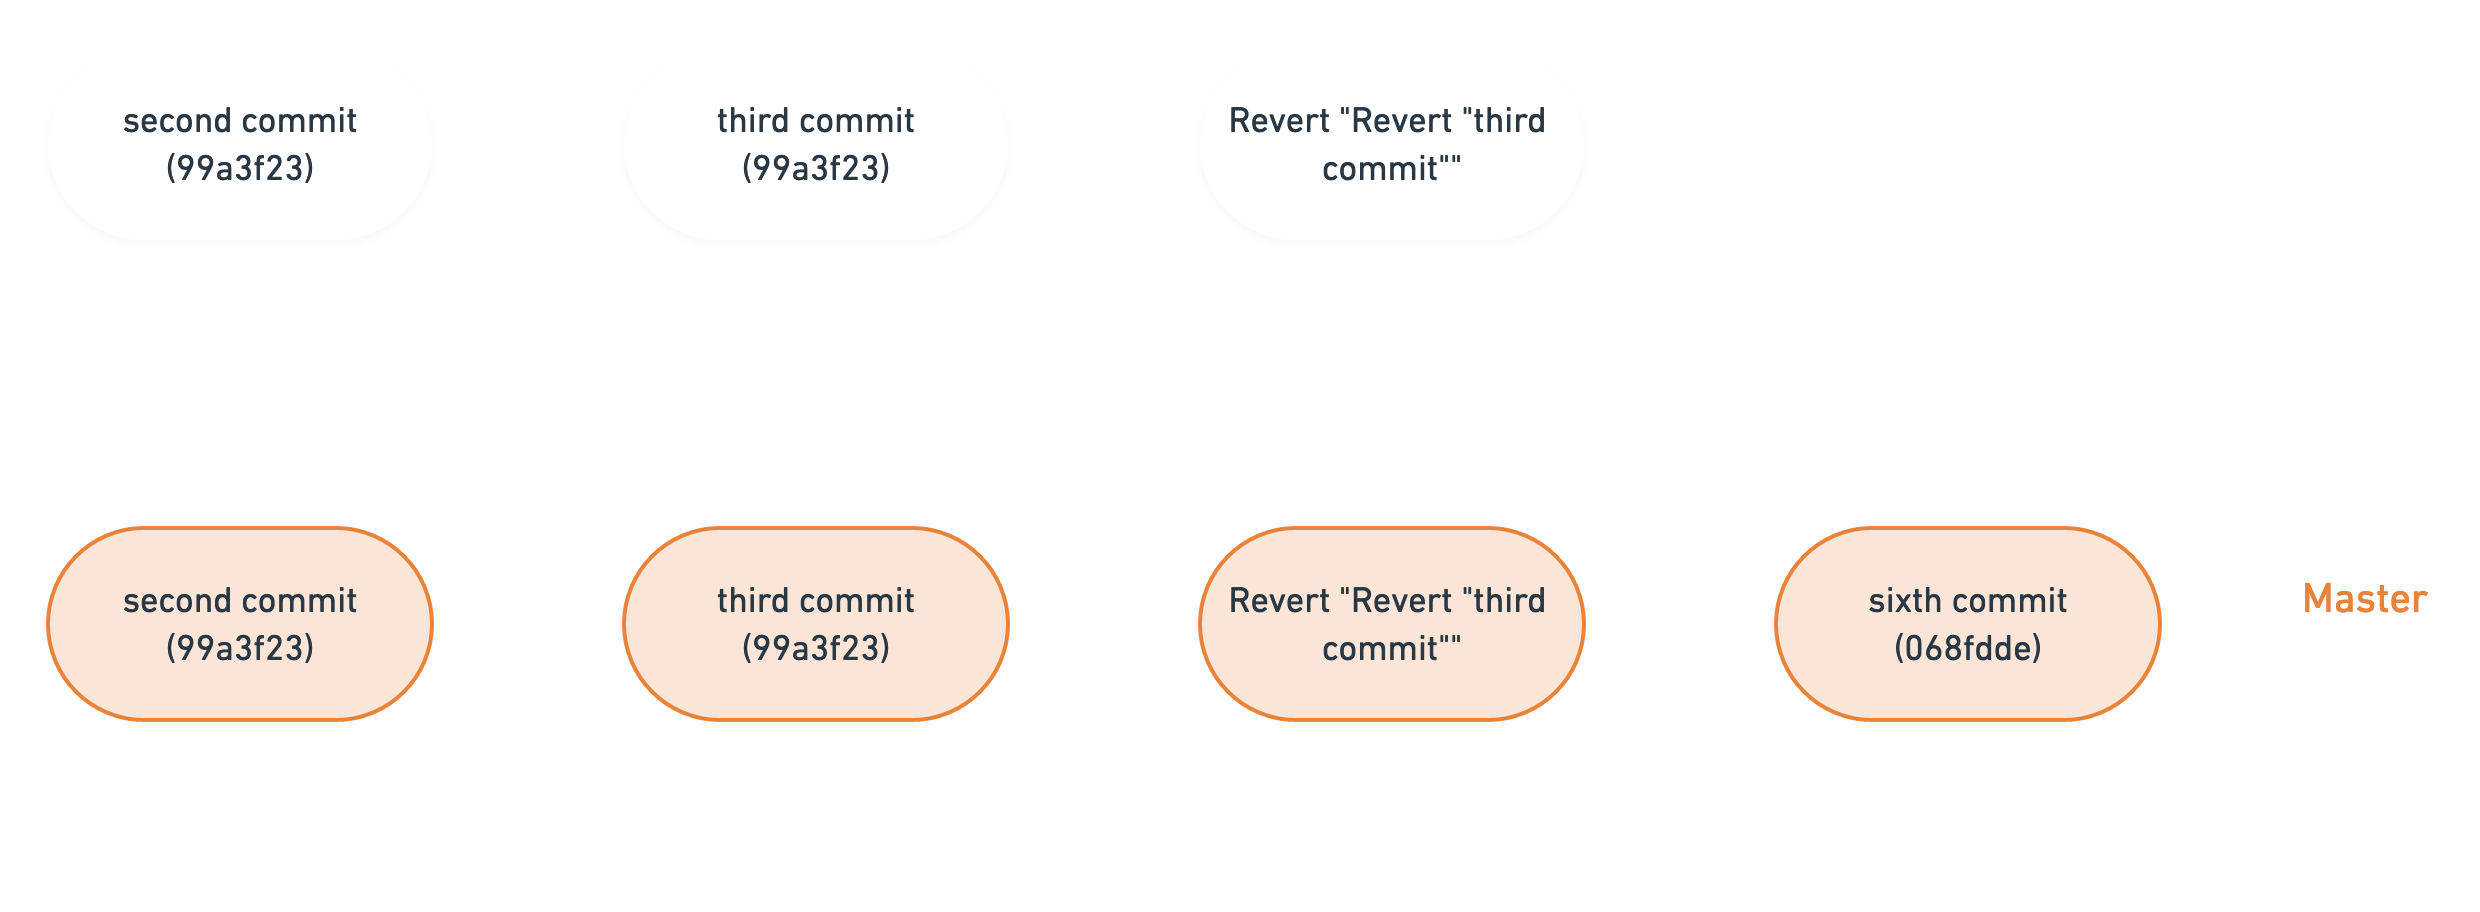 second commit
(99a3f23)
third commit
(99a3f23)
Revert "Revert "third
commit""
second commit
(99a3f23)
third commit
(99a3f23)
Revert "Revert "third
commit""
sixth commit
(068fdde)
Master